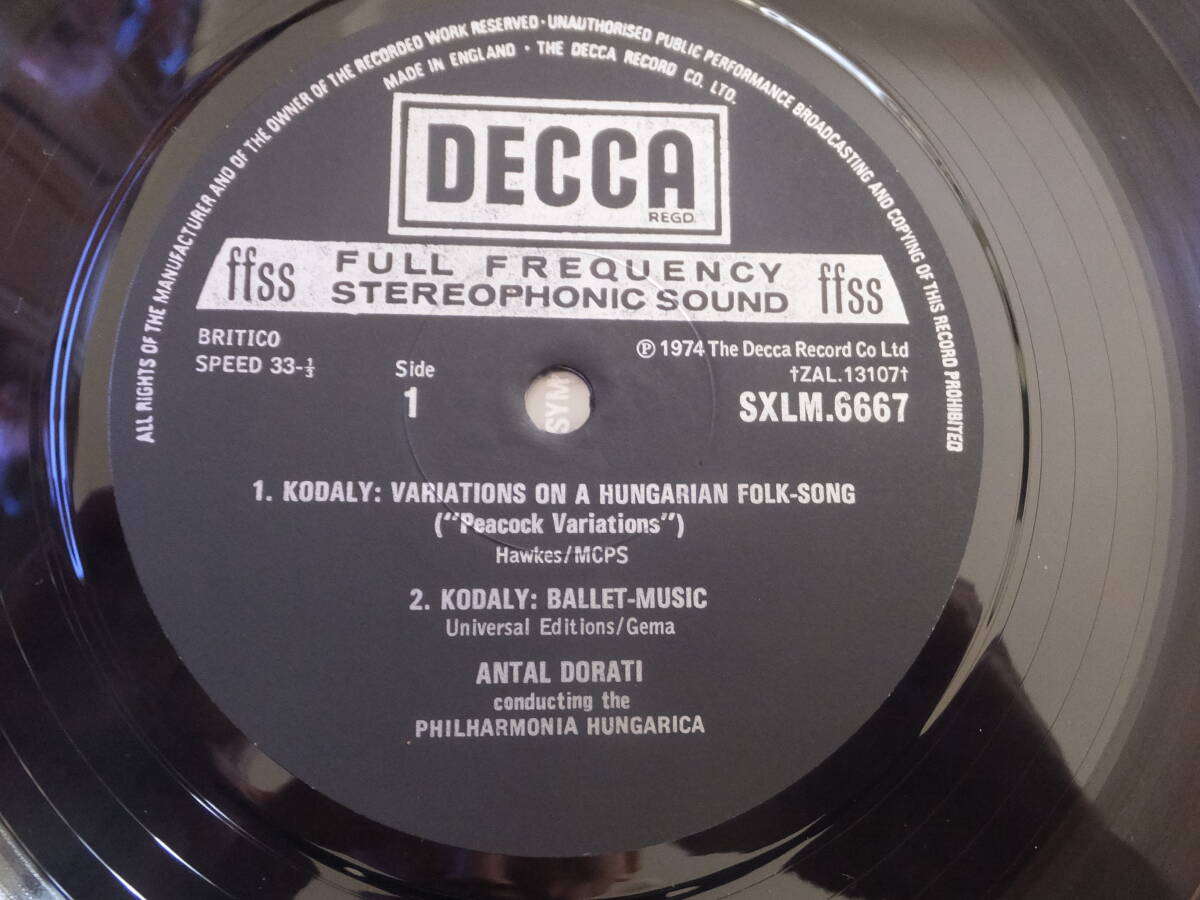 ALL RIGHTS OF THE MANUFACTURER AND OF THE OWNER OF THE RECORDED WORK RESERVED · UNAUTHORISED PUBLIC PERFORMANCE BROADCASTING AND COPYING OF THIS RECORD PROHIBITED
MADE IN ENGLAND · THE DECCA RECORD CO. LTD.
DECCA
REGD.
ffss FULL FREQUENCY ffss
STEREOPHONIC SOUND
BRITICO
SPEED 33-⅓
Side
1
℗ 1974 The Decca Record Co Ltd
†ZAL.13107†
SXLM.6667
SYM
1. KODALY: VARIATIONS ON A HUNGARIAN FOLK-SONG
("Peacock Variations")
Hawkes/MCPS
2. KODALY: BALLET-MUSIC
Universal Editions/Gema
ANTAL DORATI
conducting the
PHILHARMONIA HUNGARICA